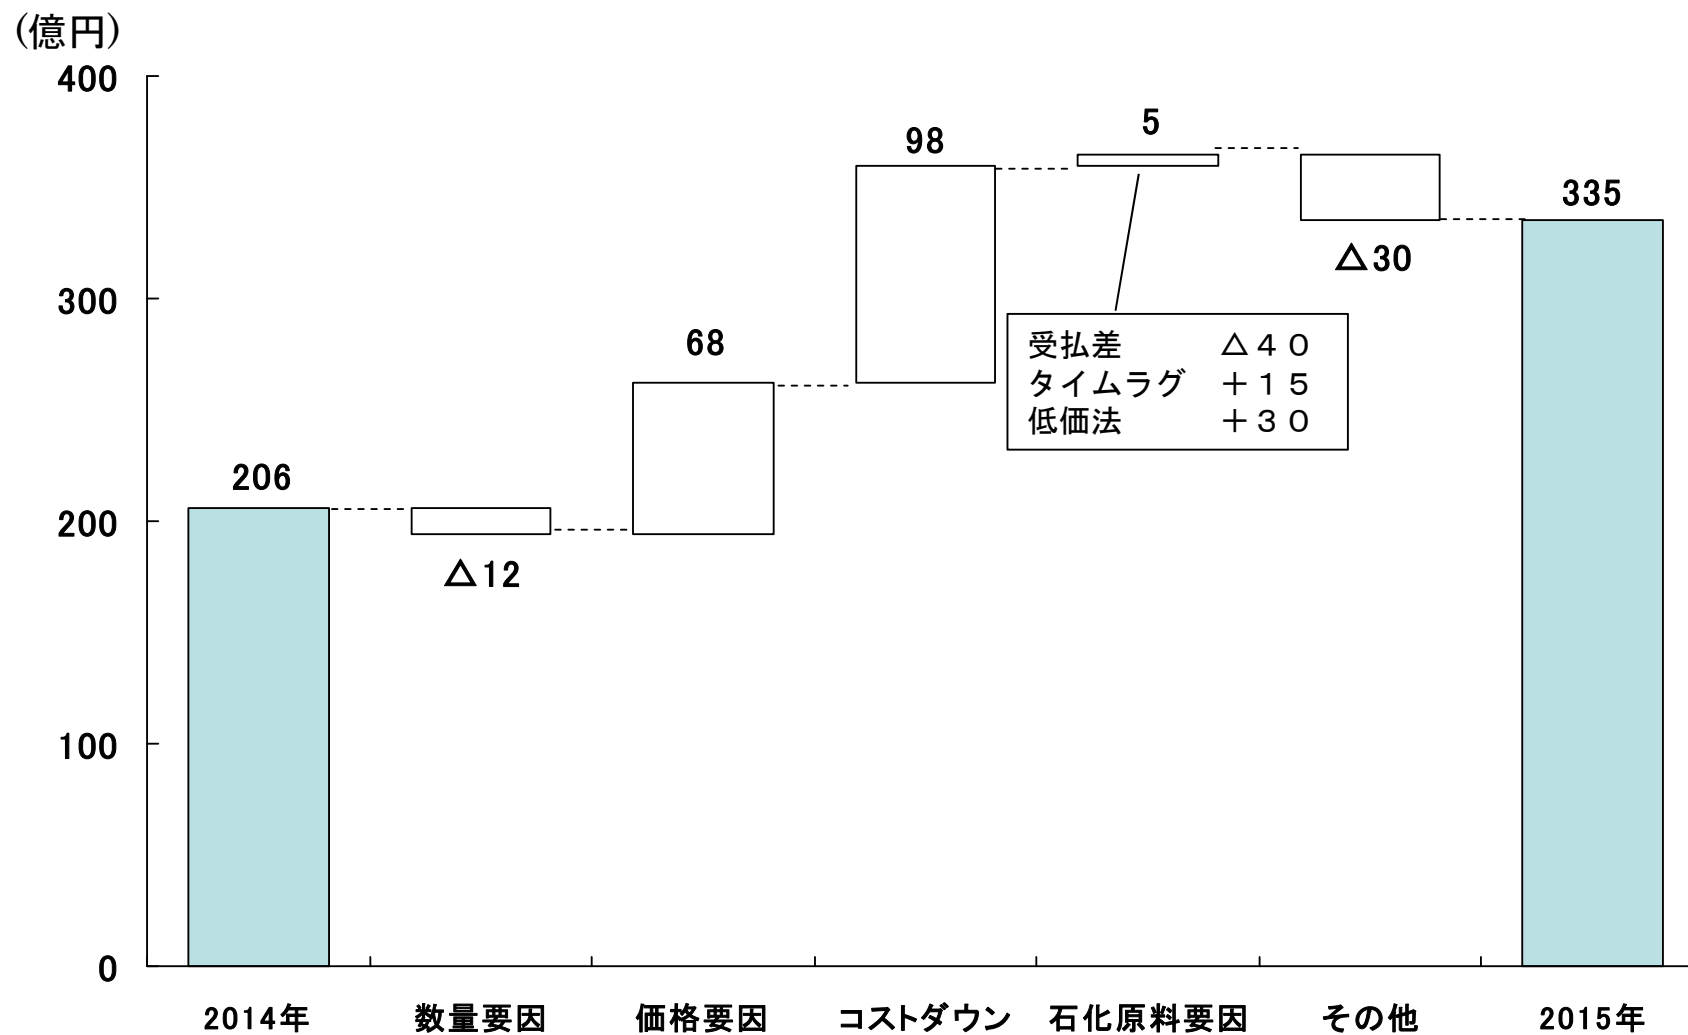 (億円)
400
98
5
335
△30
300
68
受払差 △４０
タイムラグ ＋１５
低価法 ＋３０
206
200
△12
100
0
2014年 数量要因 価格要因 コストダウン 石化原料要因 その他 2015年